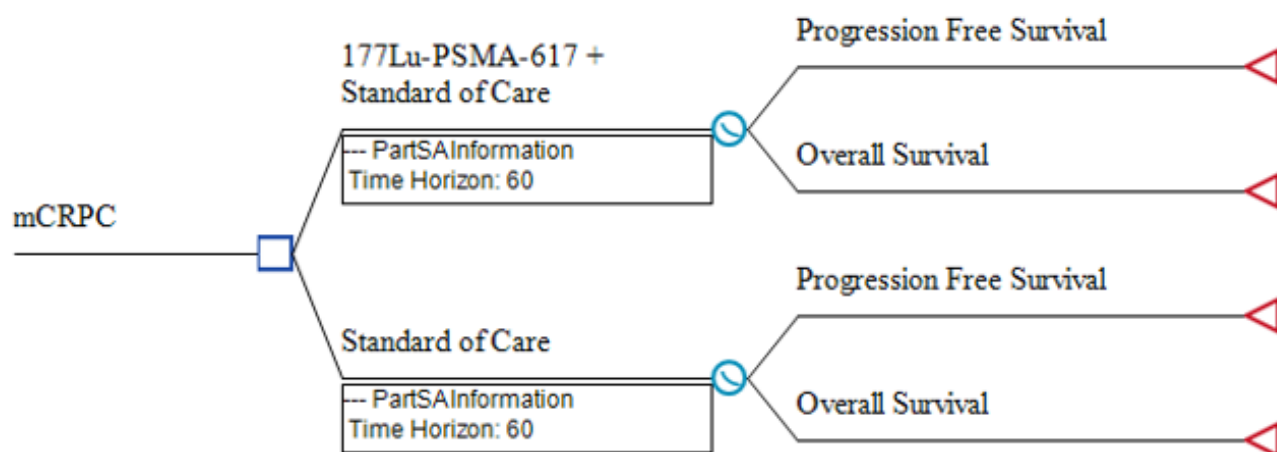 mCRPC
177Lu-PSMA-617 +
Standard of Care
--- PartSAInformation
Time Horizon: 60
Progression Free Survival
Overall Survival
Standard of Care
--- PartSAInformation
Time Horizon: 60
Progression Free Survival
Overall Survival